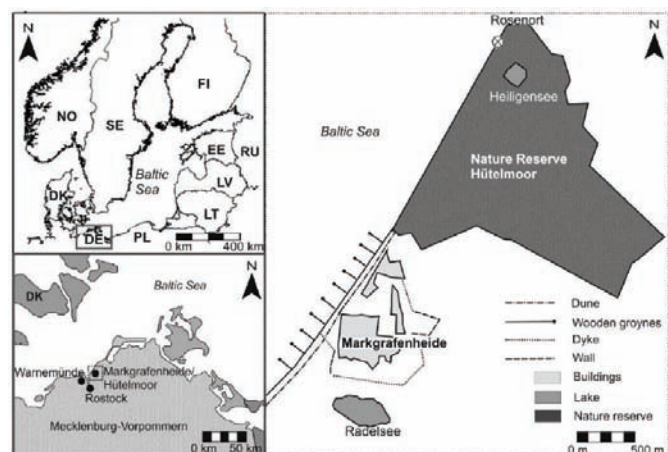 N
NO
SE
FI
Baltic
Sea
EE
RU
LV
LT
DK
DE
PL
0 km
400 km
N
DK
Baltic Sea
Warnemünde
Markgrafenheide/
Hütelmoor
Rostock
Mecklenburg-Vorpommern
0 km
50 km
N
Rosenort
Heiligensee
Baltic Sea
Nature Reserve
Hütelmoor
Markgrafenheide
Radelsee
Dune
Wooden groynes
Dyke
Wall
Buildings
Lake
Nature reserve
0 m
500 m